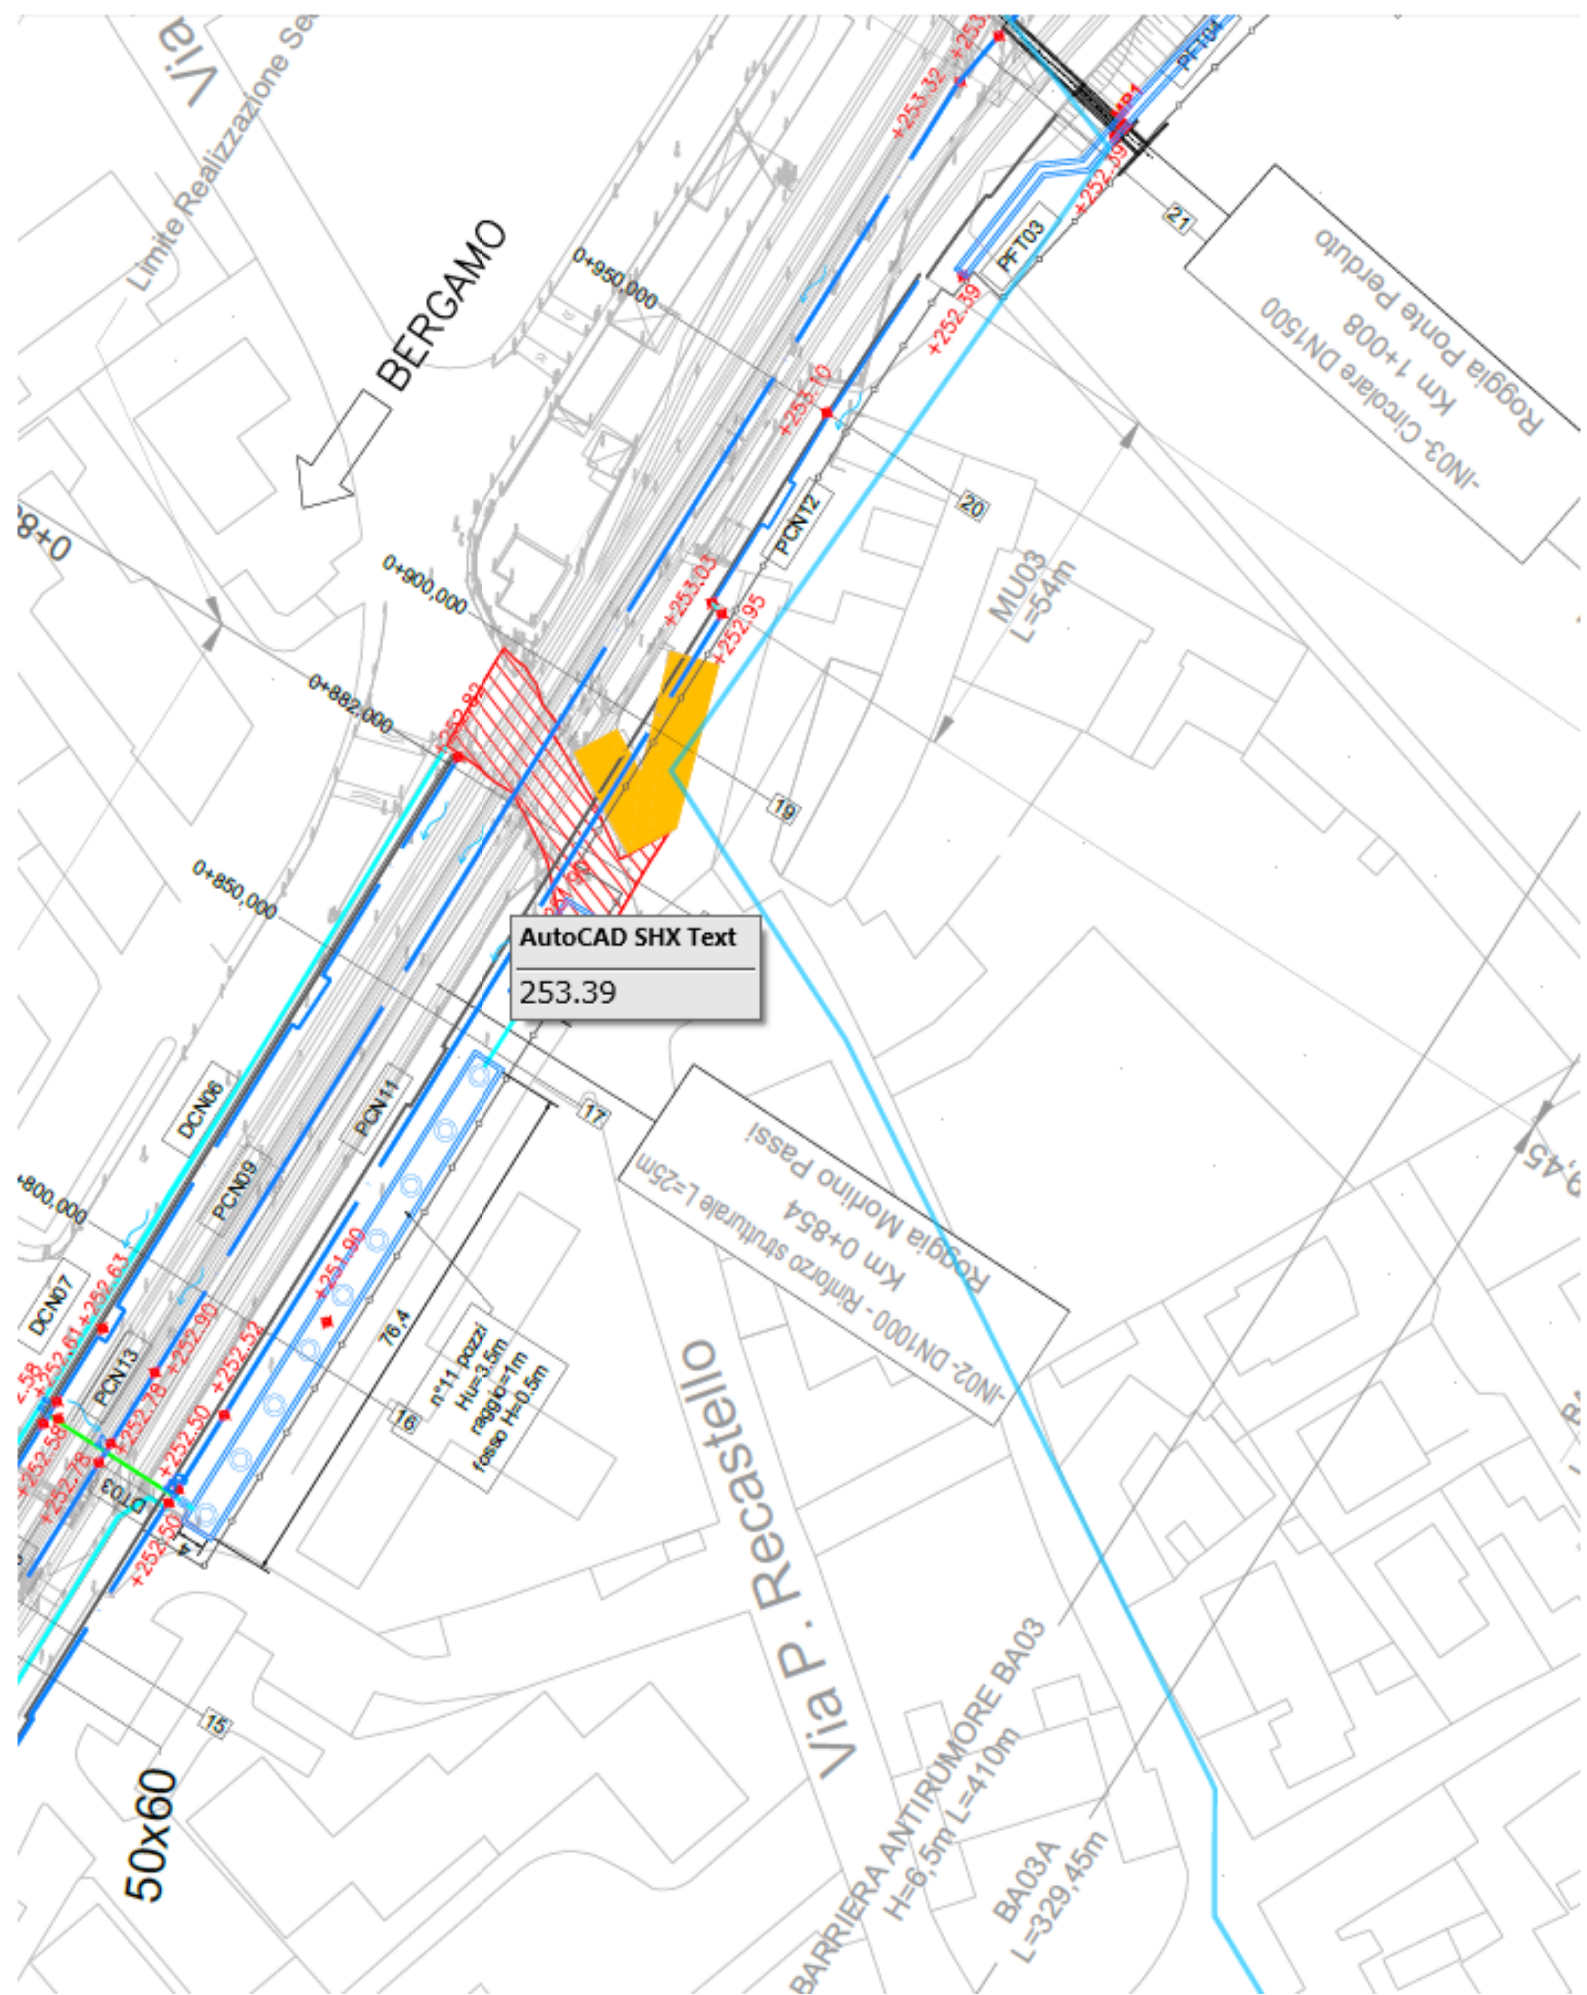 Via
Limite Realizzazione
BERGAMO
0+950,000
+253.32
PFT04
MP1
+252.39
21
PFT03
+252.39
-IN03- Circolare DN1500
Km 1+008
Roggia Ponte Perduto
+253.10
20
PCN12
0+900,000
+253.03
+252.95
MU03
L=54m
0+882,000
+252.82
19
0+850,000
AutoCAD SHX Text
253.39
DCN06
PCN11
17
PCN09
-IN02- DN1000 - Rinforzo strutturale L=25m
Km 0+854
Roggia Morlino Passi
+800,000
+252.63
DCN07
+252.61
+251.90
76,4
n°11 pozzi
Hu=3.5m
raggio=1m
fosso H=0.5m
PCN13
+252.90
+252.52
+252.78
16
+252.50
+252.58
+252.78
DT03
+252.50
15
50x60
Via P. Recastello
BARRIERA ANTIRUMORE BA03
H=6,5m L=410m
BA03A
L=329,45m
9,45